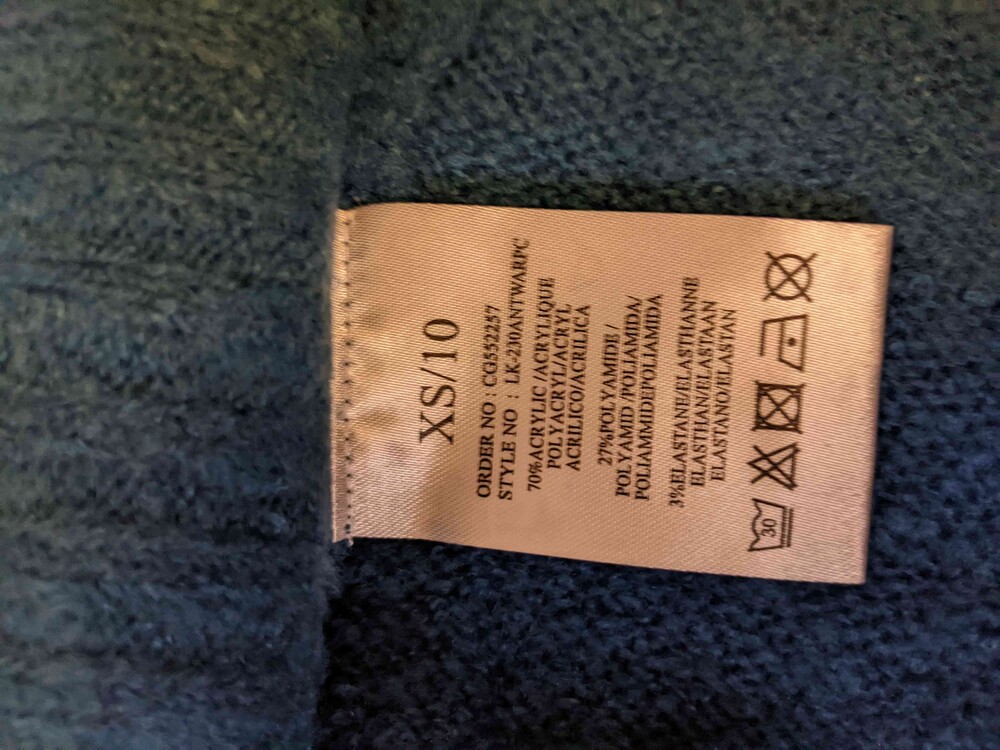 XS/10
ORDER NO : CG552257
STYLE NO : LK-230ANTWARPC
70%ACRYLIC /ACRYLIQUE
POLYACRYL/ACRYL
ACRILICO/ACRILICA
27%POLYAMIDE /
POLYAMID /POLIAMIDA/
POLIAMMIDEPOLIAMIDA
3%ELASTANE/ELASTHANNE
ELASTHAN/ELASTAAN
ELASTANO/ELASTAN
30